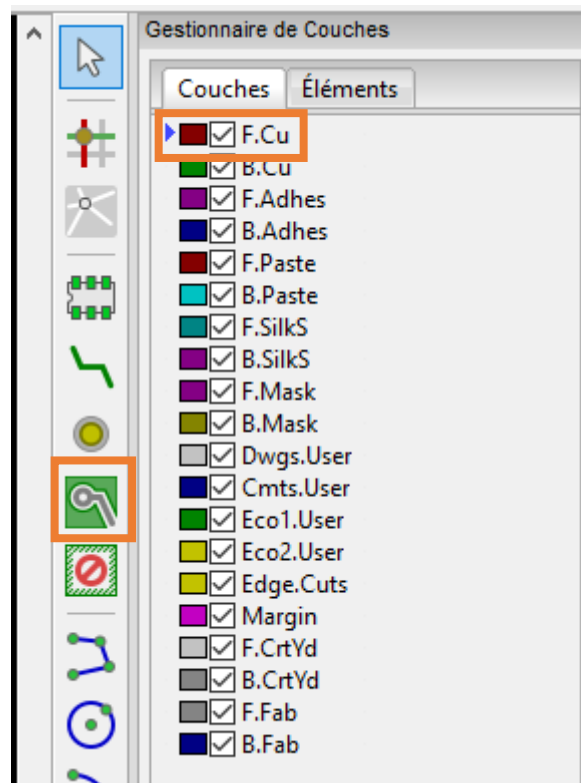 Gestionnaire de Couches
Couches Éléments
F.Cu
B.Cu
F.Adhes
B.Adhes
F.Paste
B.Paste
F.SilkS
B.SilkS
F.Mask
B.Mask
Dwgs.User
Cmts.User
Eco1.User
Eco2.User
Edge.Cuts
Margin
F.CrtYd
B.CrtYd
F.Fab
B.Fab